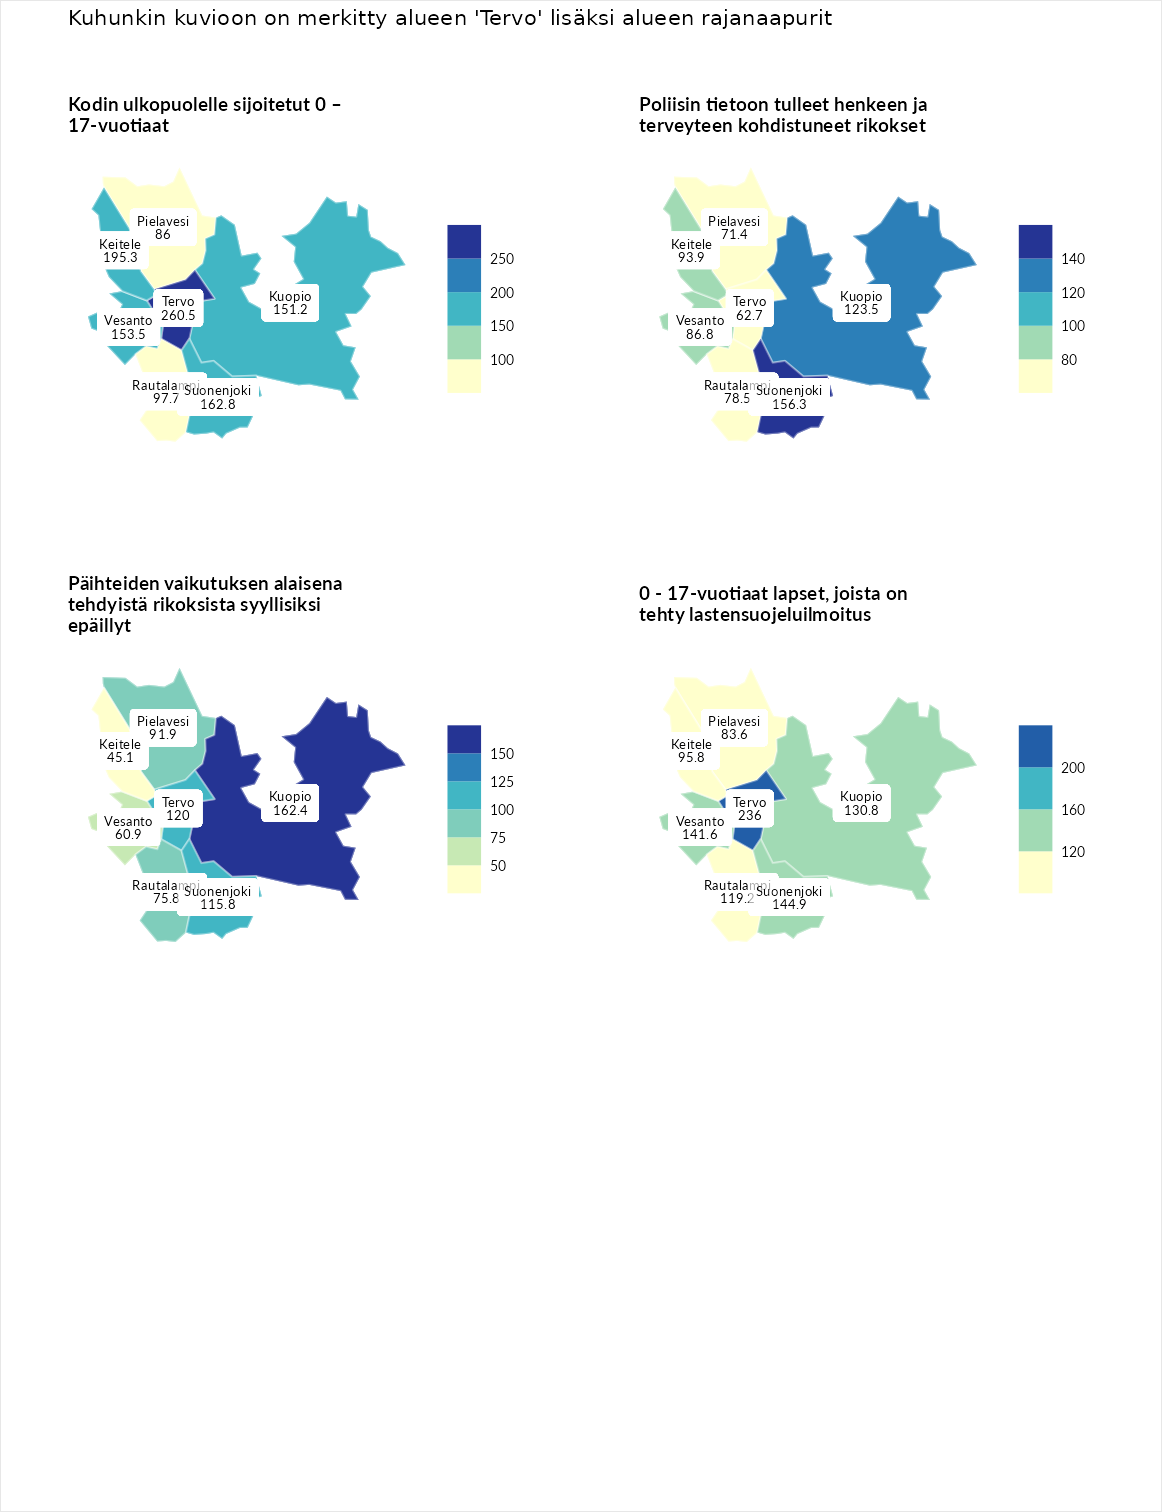 Kuhunkin kuvioon on merkitty alueen 'Tervo' lisäksi alueen rajanaapurit
Kodin ulkopuolelle sijoitetut 0 –
17-vuotiaat
Pielavesi
86
Keitele
195.3
Tervo
260.5
Kuopio
151.2
Vesanto
153.5
Rautalampi
97.7
Suonenjoki
162.8
250
200
150
100
Poliisin tietoon tulleet henkeen ja
terveyteen kohdistuneet rikokset
Pielavesi
71.4
Keitele
93.9
Tervo
62.7
Kuopio
123.5
Vesanto
86.8
Rautalampi
78.5
Suonenjoki
156.3
140
120
100
80
Päihteiden vaikutuksen alaisena
tehdyistä rikoksista syyllisiksi
epäillyt
Pielavesi
91.9
Keitele
45.1
Tervo
120
Kuopio
162.4
Vesanto
60.9
Rautalampi
75.8
Suonenjoki
115.8
150
125
100
75
50
0 - 17-vuotiaat lapset, joista on
tehty lastensuojeluilmoitus
Pielavesi
83.6
Keitele
95.8
Tervo
236
Kuopio
130.8
Vesanto
141.6
Rautalampi
119.2
Suonenjoki
144.9
200
160
120